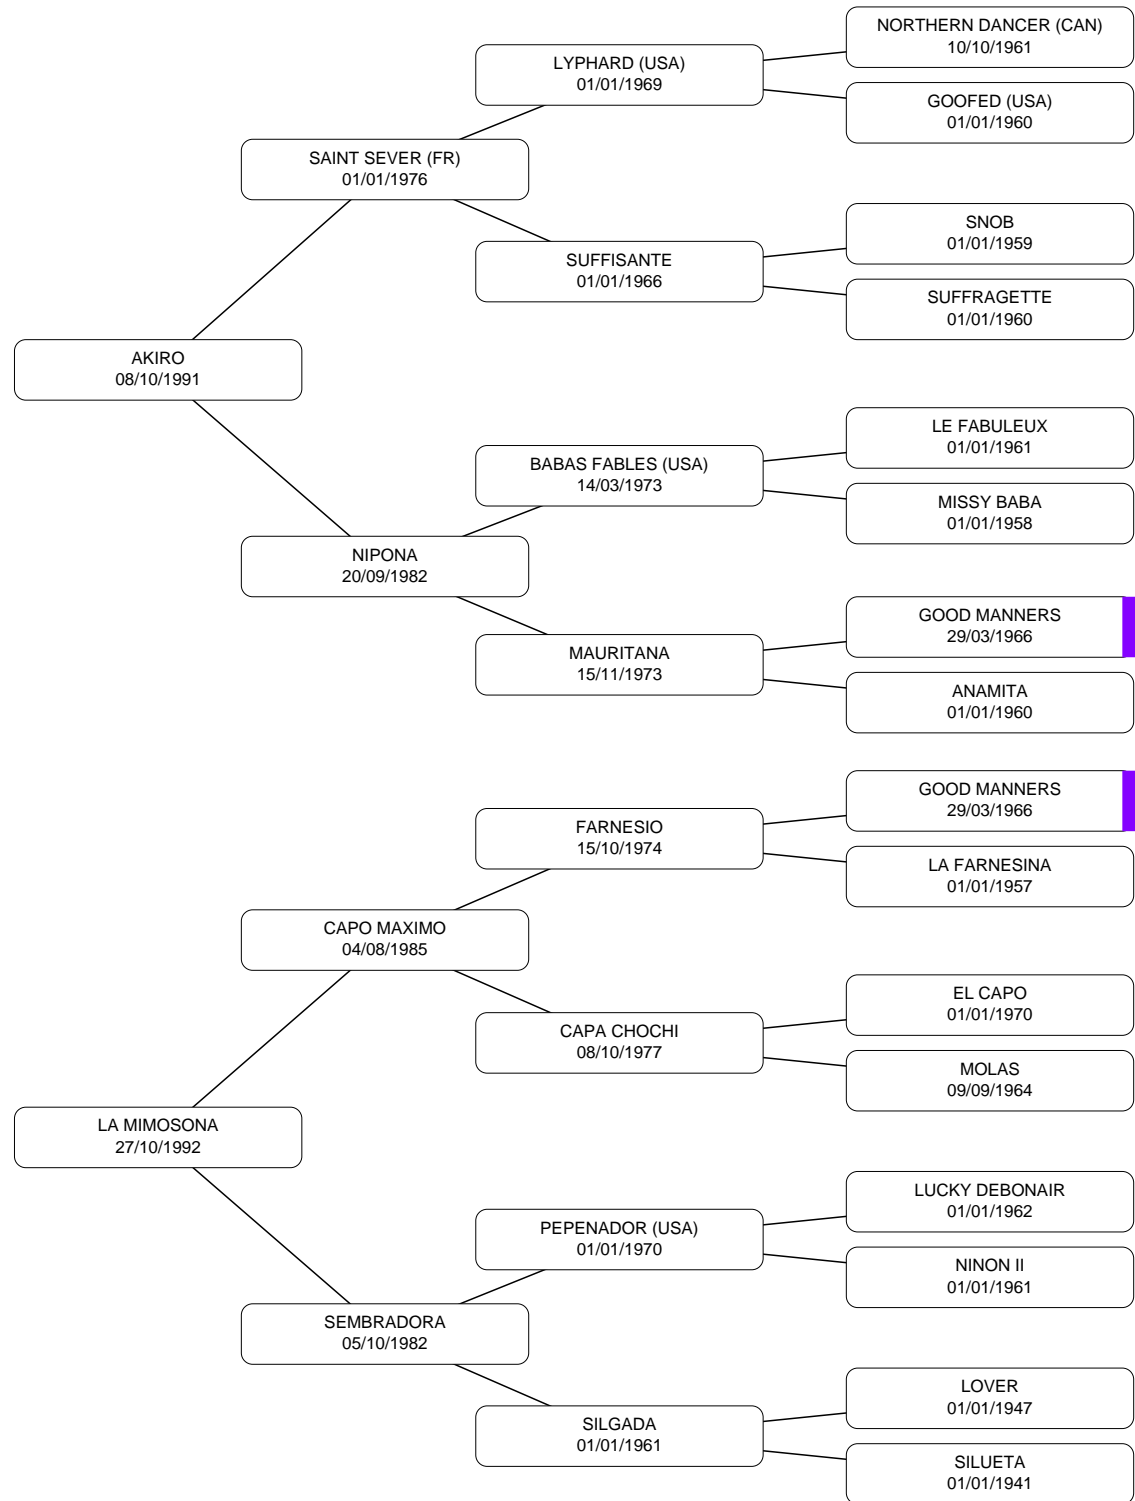 NORTHERN DANCER (CAN)
10/10/1961
LYPHARD (USA)
01/01/1969
GOOFED (USA)
01/01/1960
SAINT SEVER (FR)
01/01/1976
SNOB
01/01/1959
SUFFISANTE
01/01/1966
SUFFRAGETTE
01/01/1960
AKIRO
08/10/1991
LE FABULEUX
01/01/1961
BABAS FABLES (USA)
14/03/1973
MISSY BABA
01/01/1958
NIPONA
20/09/1982
GOOD MANNERS
29/03/1966
MAURITANA
15/11/1973
ANAMITA
01/01/1960
GOOD MANNERS
29/03/1966
FARNESIO
15/10/1974
LA FARNESINA
01/01/1957
CAPO MAXIMO
04/08/1985
EL CAPO
01/01/1970
CAPA CHOCHI
08/10/1977
MOLAS
09/09/1964
LA MIMOSONA
27/10/1992
LUCKY DEBONAIR
01/01/1962
PEPENADOR (USA)
01/01/1970
NINON II
01/01/1961
SEMBRADORA
05/10/1982
LOVER
01/01/1947
SILGADA
01/01/1961
SILUETA
01/01/1941